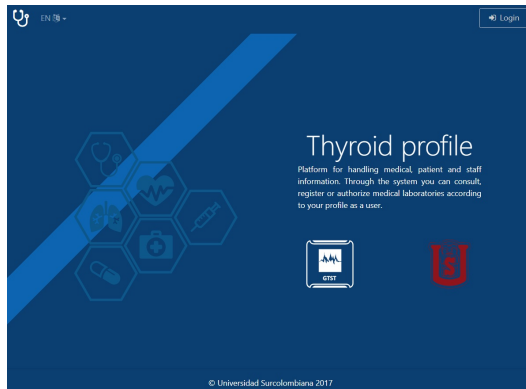 EN
Login
Thyroid profile
Platform for handling medical, patient and staff
information. Through the system you can consult,
register or authorize medical laboratories according
to your profile as a user.
GTST
S
© Universidad Surcolombiana 2017